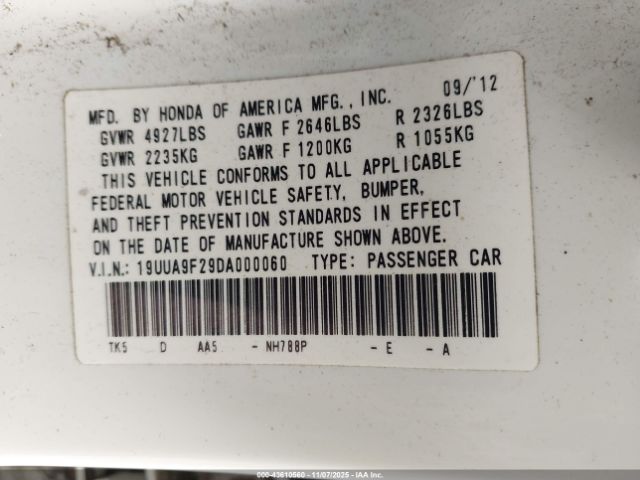 09/'12
MFD. BY HONDA OF AMERICA MFG., INC.
GVWR 4927LBS GAWR F 2646LBS R 2326LBS
GVWR 2235KG GAWR F 1200KG R 1055KG
THIS VEHICLE CONFORMS TO ALL APPLICABLE
FEDERAL MOTOR VEHICLE SAFETY, BUMPER,
AND THEFT PREVENTION STANDARDS IN EFFECT
ON THE DATE OF MANUFACTURE SHOWN ABOVE.
V.I.N.: 19UUA9F29DA000060 TYPE: PASSENGER CAR
TK5 D AA5 - NH788P - E - A
000-43610560 - 11/07/2025 - IAA Inc.